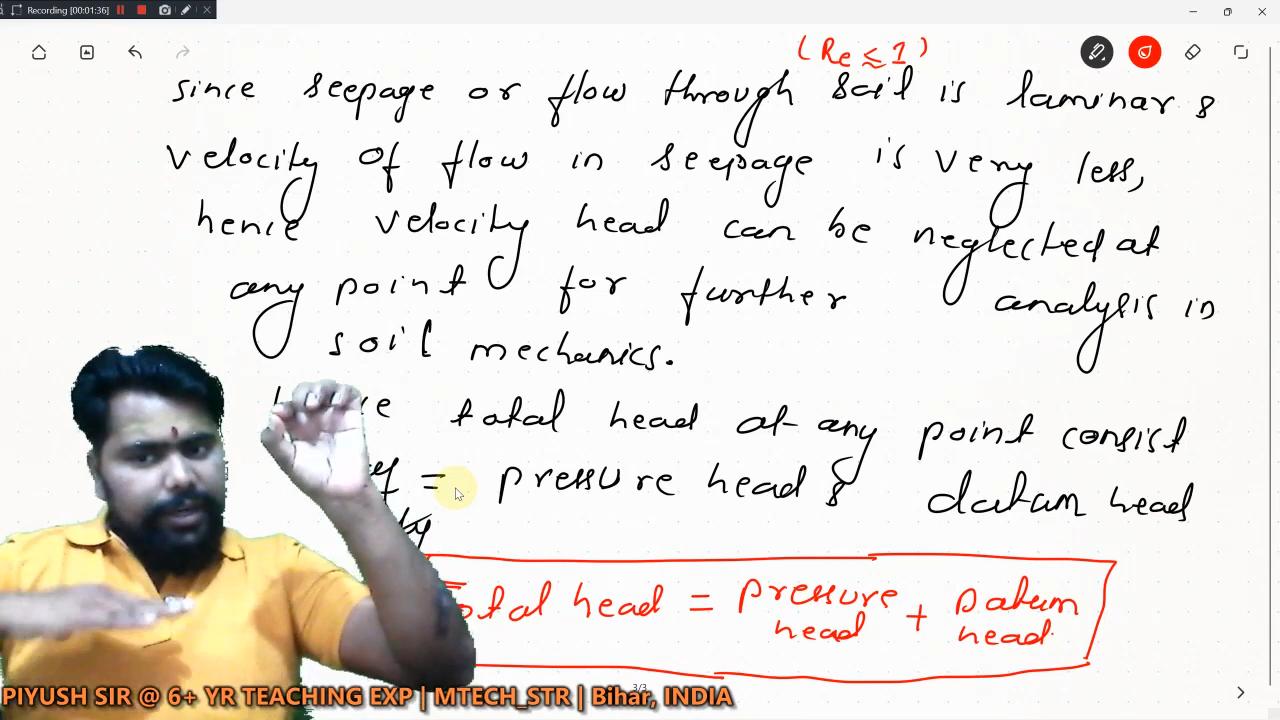 Recording [00:01:36]
(Re ≤ 1)
since seepage or flow through soil is laminar &
velocity of flow in seepage is very less,
hence velocity head can be neglected at
any point for further analysis in
soil mechanics.
total head at any point consist
= pressure head & datum head
Total head = pressure head + Datum head
3/3
PIYUSH SIR @ 6+ YR TEACHING EXP | MTECH_STR | Bihar, INDIA